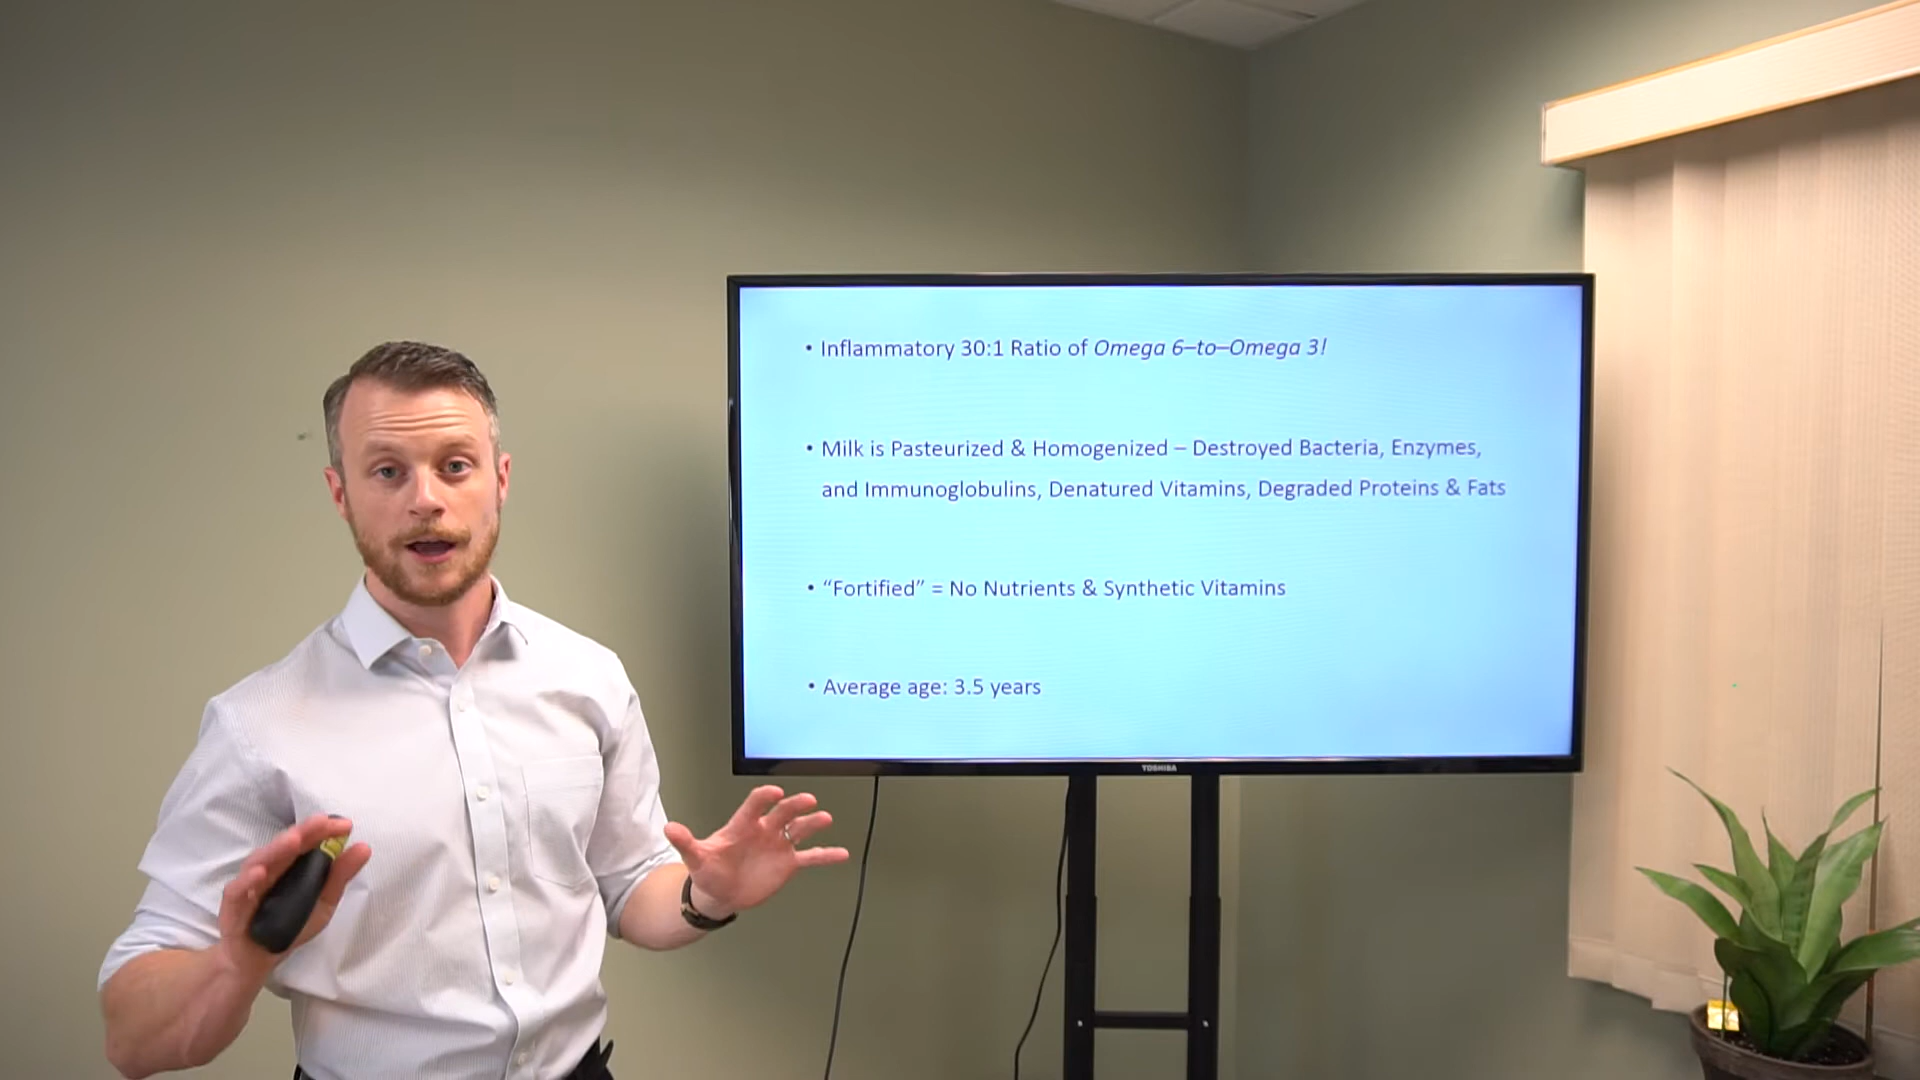 • Inflammatory 30:1 Ratio of Omega 6–to–Omega 3!
• Milk is Pasteurized & Homogenized – Destroyed Bacteria, Enzymes,
and Immunoglobulins, Denatured Vitamins, Degraded Proteins & Fats
• “Fortified” = No Nutrients & Synthetic Vitamins
• Average age: 3.5 years
TOSHIBA